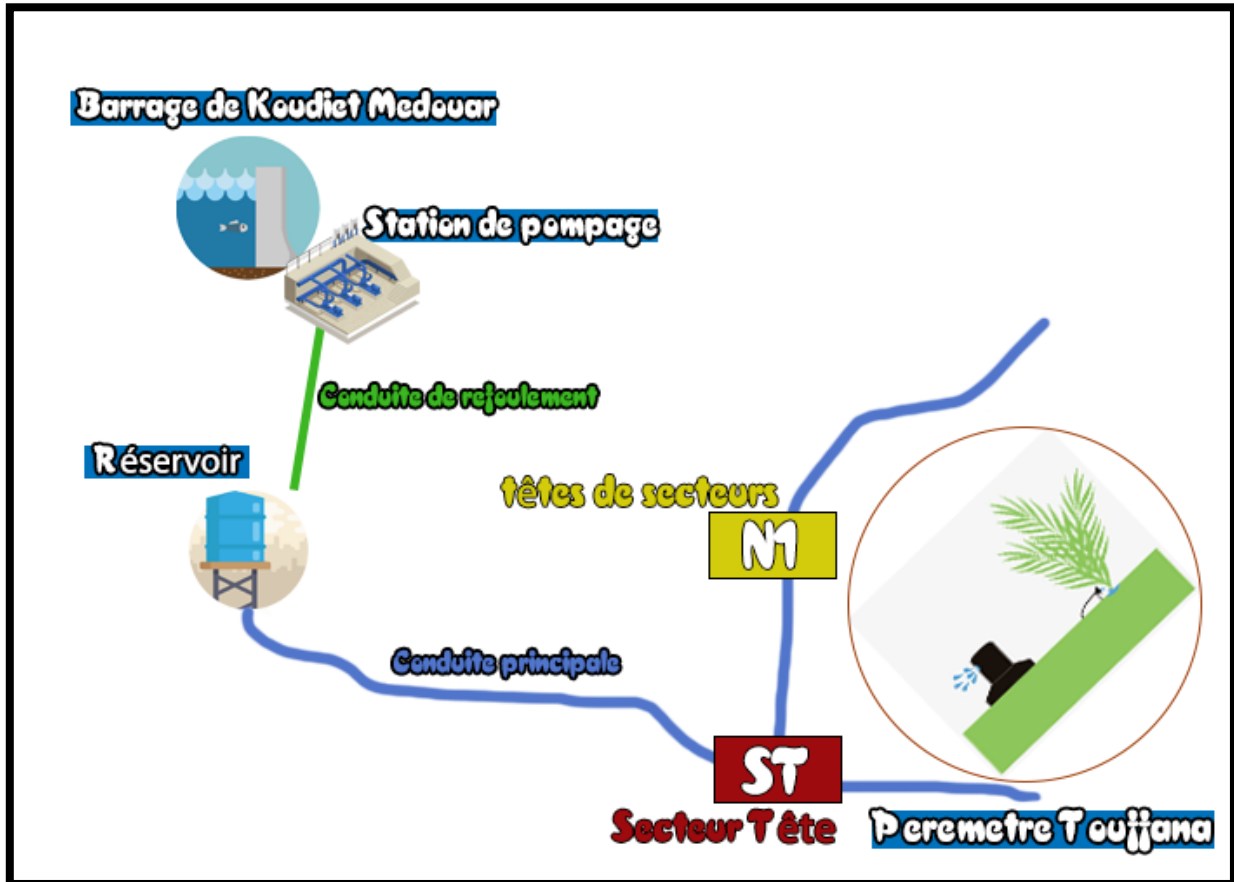 Barrage de Koudiet Medouar
Station de pompage
Conduite de refoulement
Réservoir
têtes de secteurs
N1
Conduite principale
ST
Secteur Tête
Peremetre Touffana